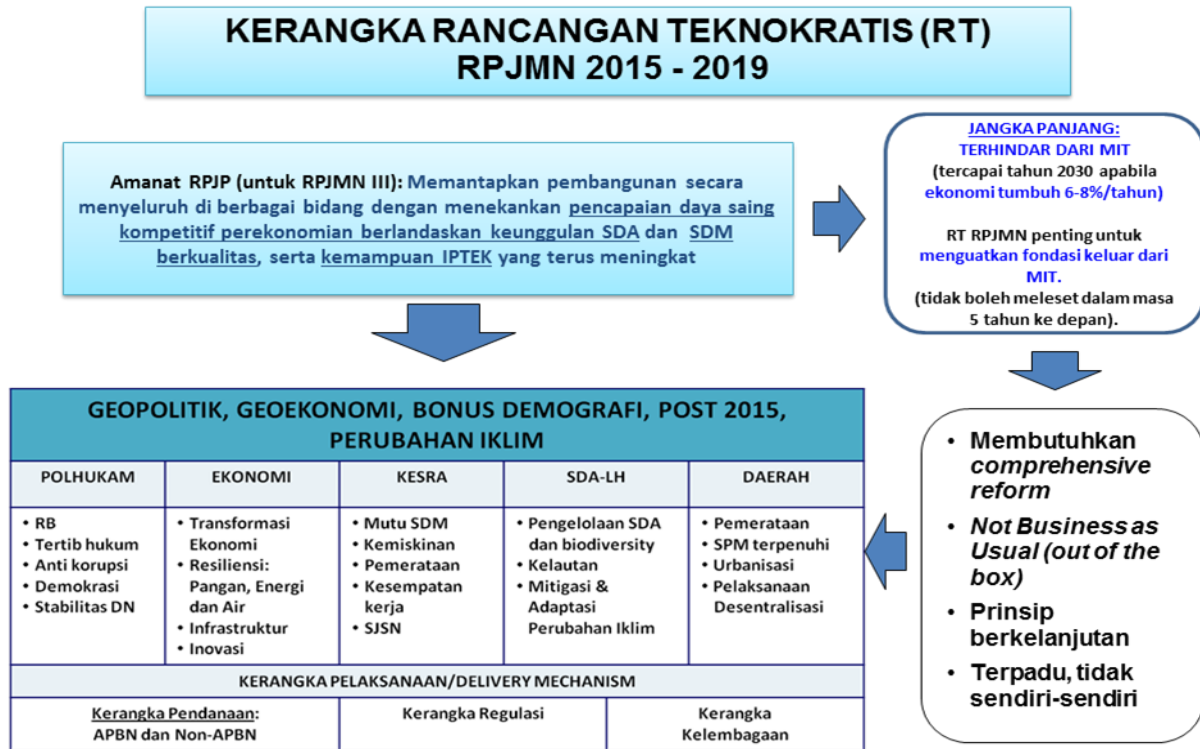 KERANGKA RANCANGAN TEKNOKRATIS (RT)
RPJMN 2015 - 2019
Amanat RPJP (untuk RPJMN III): Memantapkan pembangunan secara
menyeluruh di berbagai bidang dengan menekankan pencapaian daya saing
kompetitif perekonomian berlandaskan keunggulan SDA dan SDM
berkualitas, serta kemampuan IPTEK yang terus meningkat
JANGKA PANJANG:
TERHINDAR DARI MIT
(tercapai tahun 2030 apabila
ekonomi tumbuh 6-8%/tahun)
RT RPJMN penting untuk
menguatkan fondasi keluar dari
MIT.
(tidak boleh meleset dalam masa
5 tahun ke depan).
GEOPOLITIK, GEOEKONOMI, BONUS DEMOGRAFI, POST 2015,
PERUBAHAN IKLIM
POLHUKAM
• RB
• Tertib hukum
• Anti korupsi
• Demokrasi
• Stabilitas DN
EKONOMI
• Transformasi
Ekonomi
• Resiliensi:
Pangan, Energi
dan Air
• Infrastruktur
• Inovasi
KESRA
• Mutu SDM
• Kemiskinan
• Pemerataan
• Kesempatan
kerja
• SJSN
SDA-LH
• Pengelolaan SDA
dan biodiversity
• Kelautan
• Mitigasi &
Adaptasi
Perubahan Iklim
DAERAH
• Pemerataan
• SPM terpenuhi
• Urbanisasi
• Pelaksanaan
Desentralisasi
KERANGKA PELAKSANAAN/DELIVERY MECHANISM
Kerangka Pendanaan:
APBN dan Non-APBN
Kerangka Regulasi
Kerangka
Kelembagaan
• Membutuhkan
comprehensive
reform
• Not Business as
Usual (out of the
box)
• Prinsip
berkelanjutan
• Terpadu, tidak
sendiri-sendiri